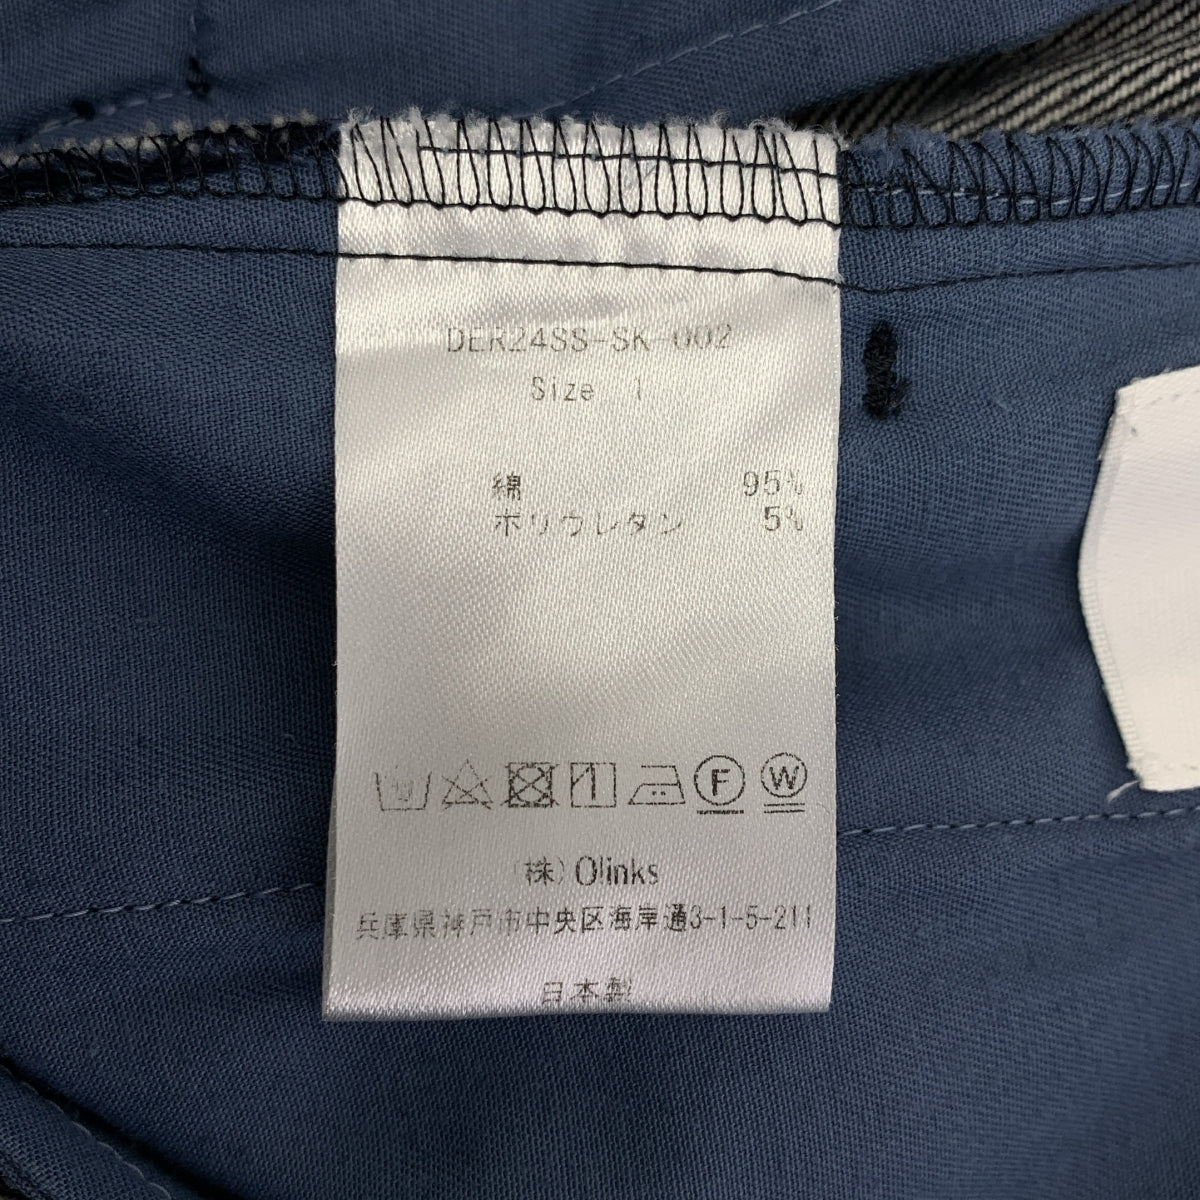 DER24SS-SK-002
Size 1
綿 95%
ポリウレタン 5%
F W
(株)Olinks
兵庫県神戸市中央区海岸通3-1-5-211
日本製